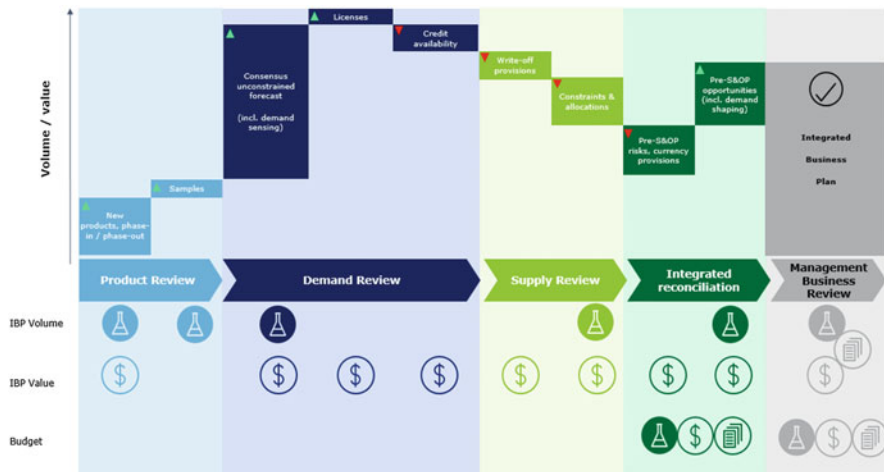 Volume / value
New
products, phase-
in / phase-out
Samples
Consensus
unconstrained
forecast
(incl. demand
sensing)
Licenses
Credit
availability
Write-off
provisions
Constraints &
allocations
Pre-S&OP
risks, currency
provisions
Pre-S&OP
opportunities
(incl. demand
shaping)
Integrated
Business
Plan
Product Review
Demand Review
Supply Review
Integrated
reconciliation
Management
Business
Review
IBP Volume
IBP Value
$ $ $ $ $ $ $ $ $
Budget
$ $